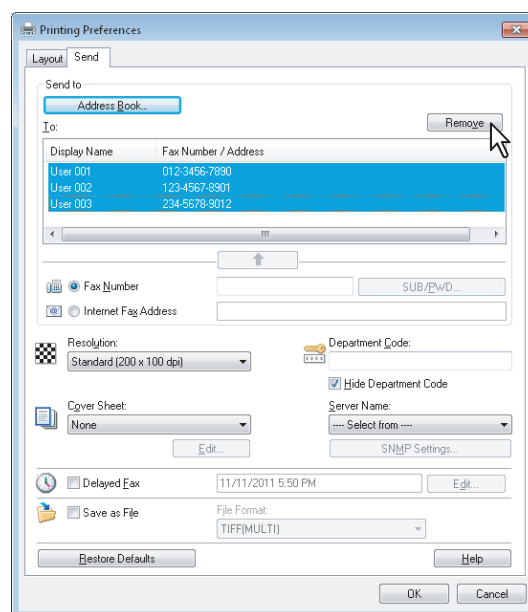 Printing Preferences
Layout Send
Send to
Address Book...
To:
Remove
Display Name Fax Number / Address
User 001 012-3456-7890
User 002 123-4567-8901
User 003 234-5678-9012
Fax Number
SUB/PWD...
Internet Fax Address
Resolution:
Standard (200 x 100 dpi)
Department Code:
Hide Department Code
Cover Sheet:
None
Edit...
Server Name:
---- Select from ----
SNMP Settings...
Delayed Fax
11/11/2011 5:50 PM
Edit...
Save as File
File Format:
TIFF(MULTI)
Restore Defaults
Help
OK
Cancel